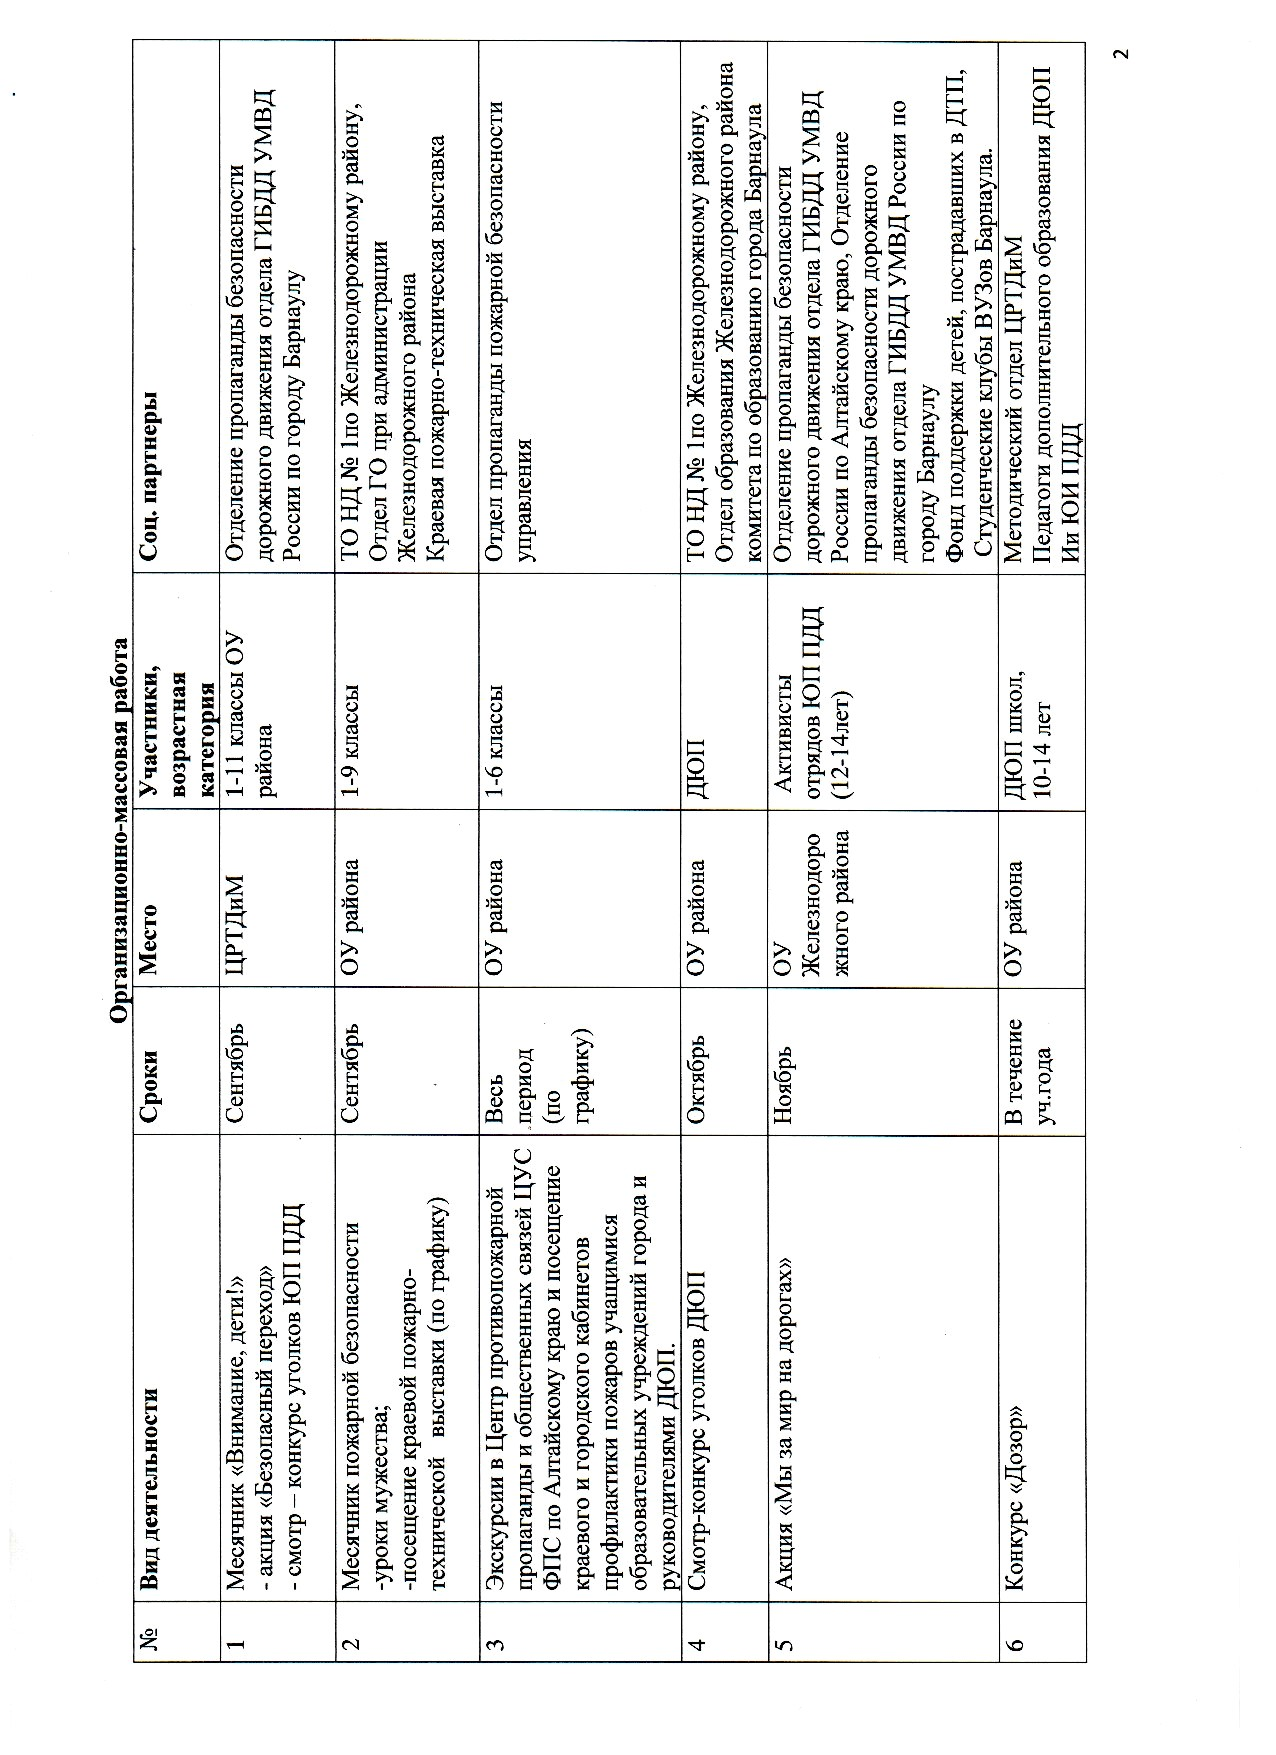 Организационно-массовая работа
№
Вид деятельности
Сроки
Место
Участники,
возрастная
категория
Соц. партнеры
1
Месячник «Внимание, дети!»
- акция «Безопасный переход»
- смотр – конкурс уголков ЮП ПДД
Сентябрь
ЦРТДиМ
1-11 классы ОУ
района
Отделение пропаганды безопасности
дорожного движения отдела ГИБДД УМВД
России по городу Барнаулу
2
Месячник пожарной безопасности
-уроки мужества;
-посещение краевой пожарно-
технической выставки (по графику)
Сентябрь
ОУ района
1-9 классы
ТО НД № 1по Железнодорожному району,
Отдел ГО при администрации
Железнодорожного района
Краевая пожарно-техническая выставка
3
Экскурсии в Центр противопожарной
пропаганды и общественных связей ЦУС
ФПС по Алтайскому краю и посещение
краевого и городского кабинетов
профилактики пожаров учащимися
образовательных учреждений города и
руководителями ДЮП.
Весь
период
(по
графику)
ОУ района
1-6 классы
Отдел пропаганды пожарной безопасности
управления
4
Смотр-конкурс уголков ДЮП
Октябрь
ОУ района
ДЮП
ТО НД № 1по Железнодорожному району,
Отдел образования Железнодорожного района
комитета по образованию города Барнаула
5
Акция «Мы за мир на дорогах»
Ноябрь
ОУ
Железнодоро
жного района
Активисты
отрядов ЮП ПДД
(12-14лет)
Отделение пропаганды безопасности
дорожного движения отдела ГИБДД УМВД
России по Алтайскому краю, Отделение
пропаганды безопасности дорожного
движения отдела ГИБДД УМВД России по
городу Барнаулу
Фонд поддержки детей, пострадавших в ДТП,
Студенческие клубы ВУЗов Барнаула.
6
Конкурс «Дозор»
В течение
уч.года
ОУ района
ДЮП школ,
10-14 лет
Методический отдел ЦРТДиМ
Педагоги дополнительного образования ДЮП
Ии ЮИ ПДД
2